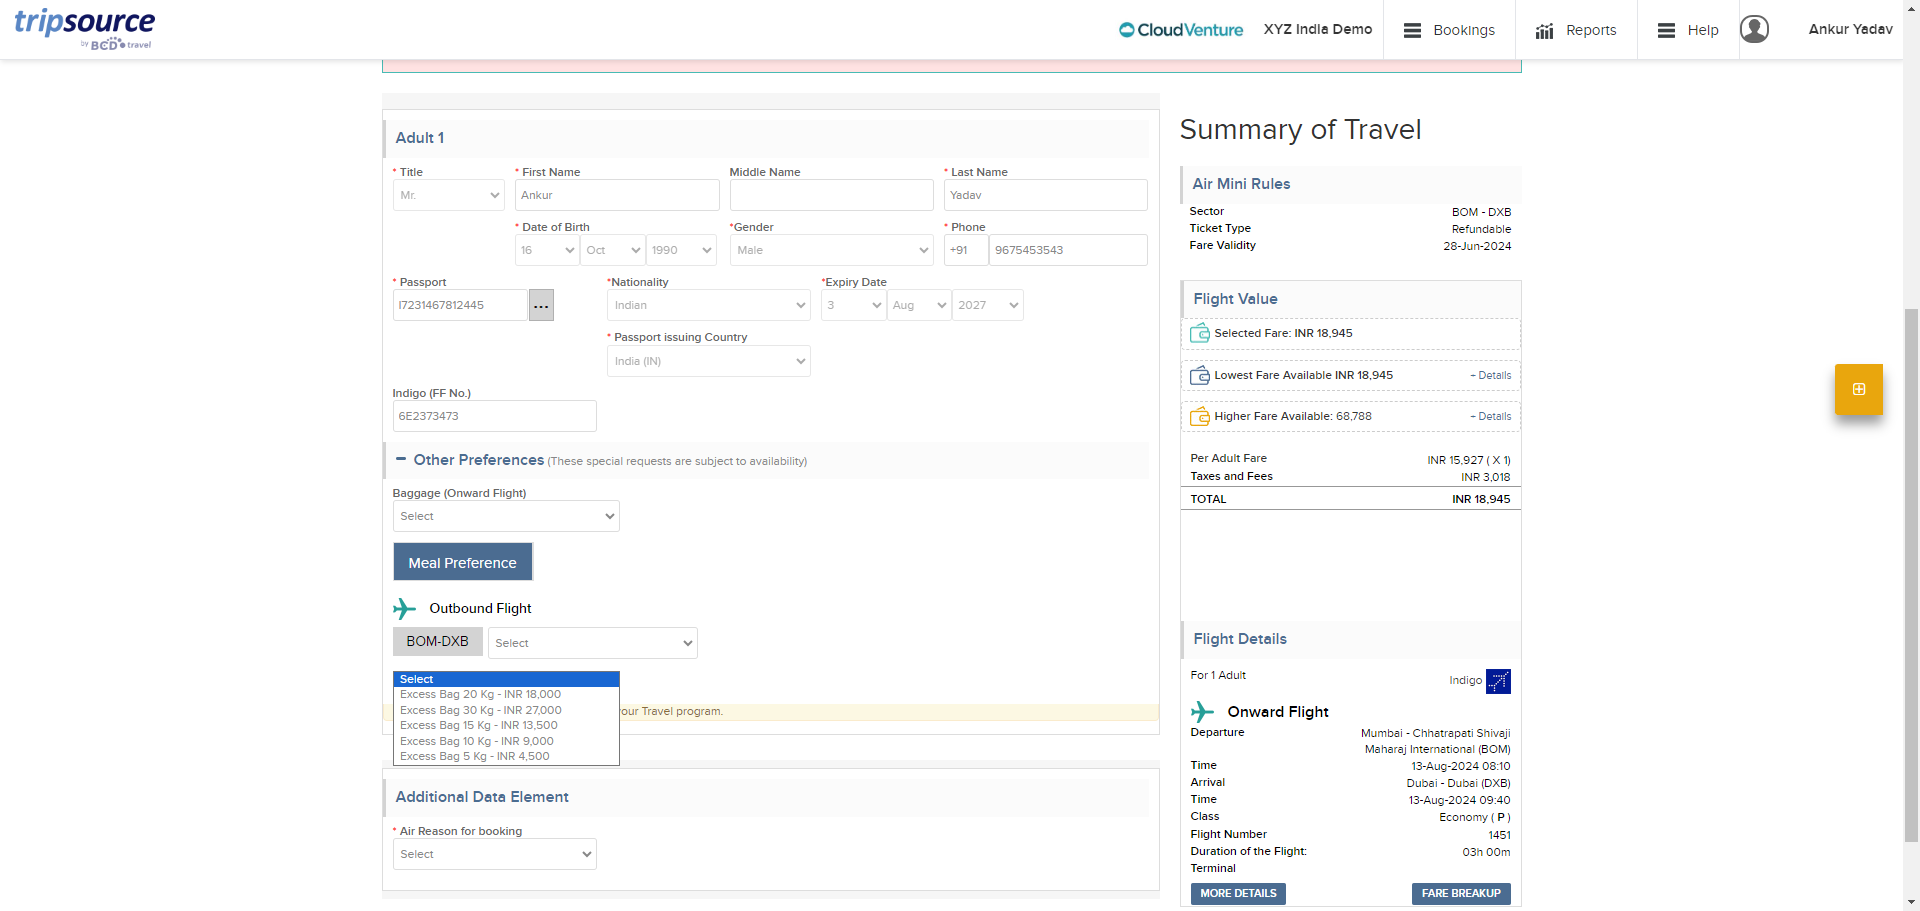 tripsource
by BCD travel
CloudVenture
XYZ India Demo
Bookings
Reports
Help
Ankur Yadav
Adult 1
* Title
* First Name
Middle Name
* Last Name
Mr.
Ankur
Yadav
* Date of Birth
*Gender
* Phone
16
Oct
1990
Male
+91
9675453543
* Passport
*Nationality
*Expiry Date
I7231467812445
...
Indian
3
Aug
2027
* Passport issuing Country
India (IN)
Indigo (FF No.)
6E2373473
Other Preferences (These special requests are subject to availability)
Baggage (Onward Flight)
Select
Meal Preference
Outbound Flight
BOM-DXB
Select
Select
Excess Bag 20 Kg - INR 18,000
Excess Bag 30 Kg - INR 27,000
Excess Bag 15 Kg - INR 13,500
Excess Bag 10 Kg - INR 9,000
Excess Bag 5 Kg - INR 4,500
your Travel program.
Additional Data Element
* Air Reason for booking
Select
Summary of Travel
Air Mini Rules
Sector BOM - DXB
Ticket Type Refundable
Fare Validity 28-Jun-2024
Flight Value
Selected Fare: INR 18,945
Lowest Fare Available INR 18,945 - Details
Higher Fare Available: 68,788 - Details
Per Adult Fare INR 15,927 ( X 1)
Taxes and Fees INR 3,018
TOTAL INR 18,945
Flight Details
For 1 Adult
Indigo
Onward Flight
Departure Mumbai - Chhatrapati Shivaji
Maharaj International (BOM)
Time 13-Aug-2024 08:10
Arrival Dubai - Dubai (DXB)
Time 13-Aug-2024 09:40
Class Economy ( P )
Flight Number 1451
Duration of the Flight: 03h 00m
Terminal
MORE DETAILS
FARE BREAKUP